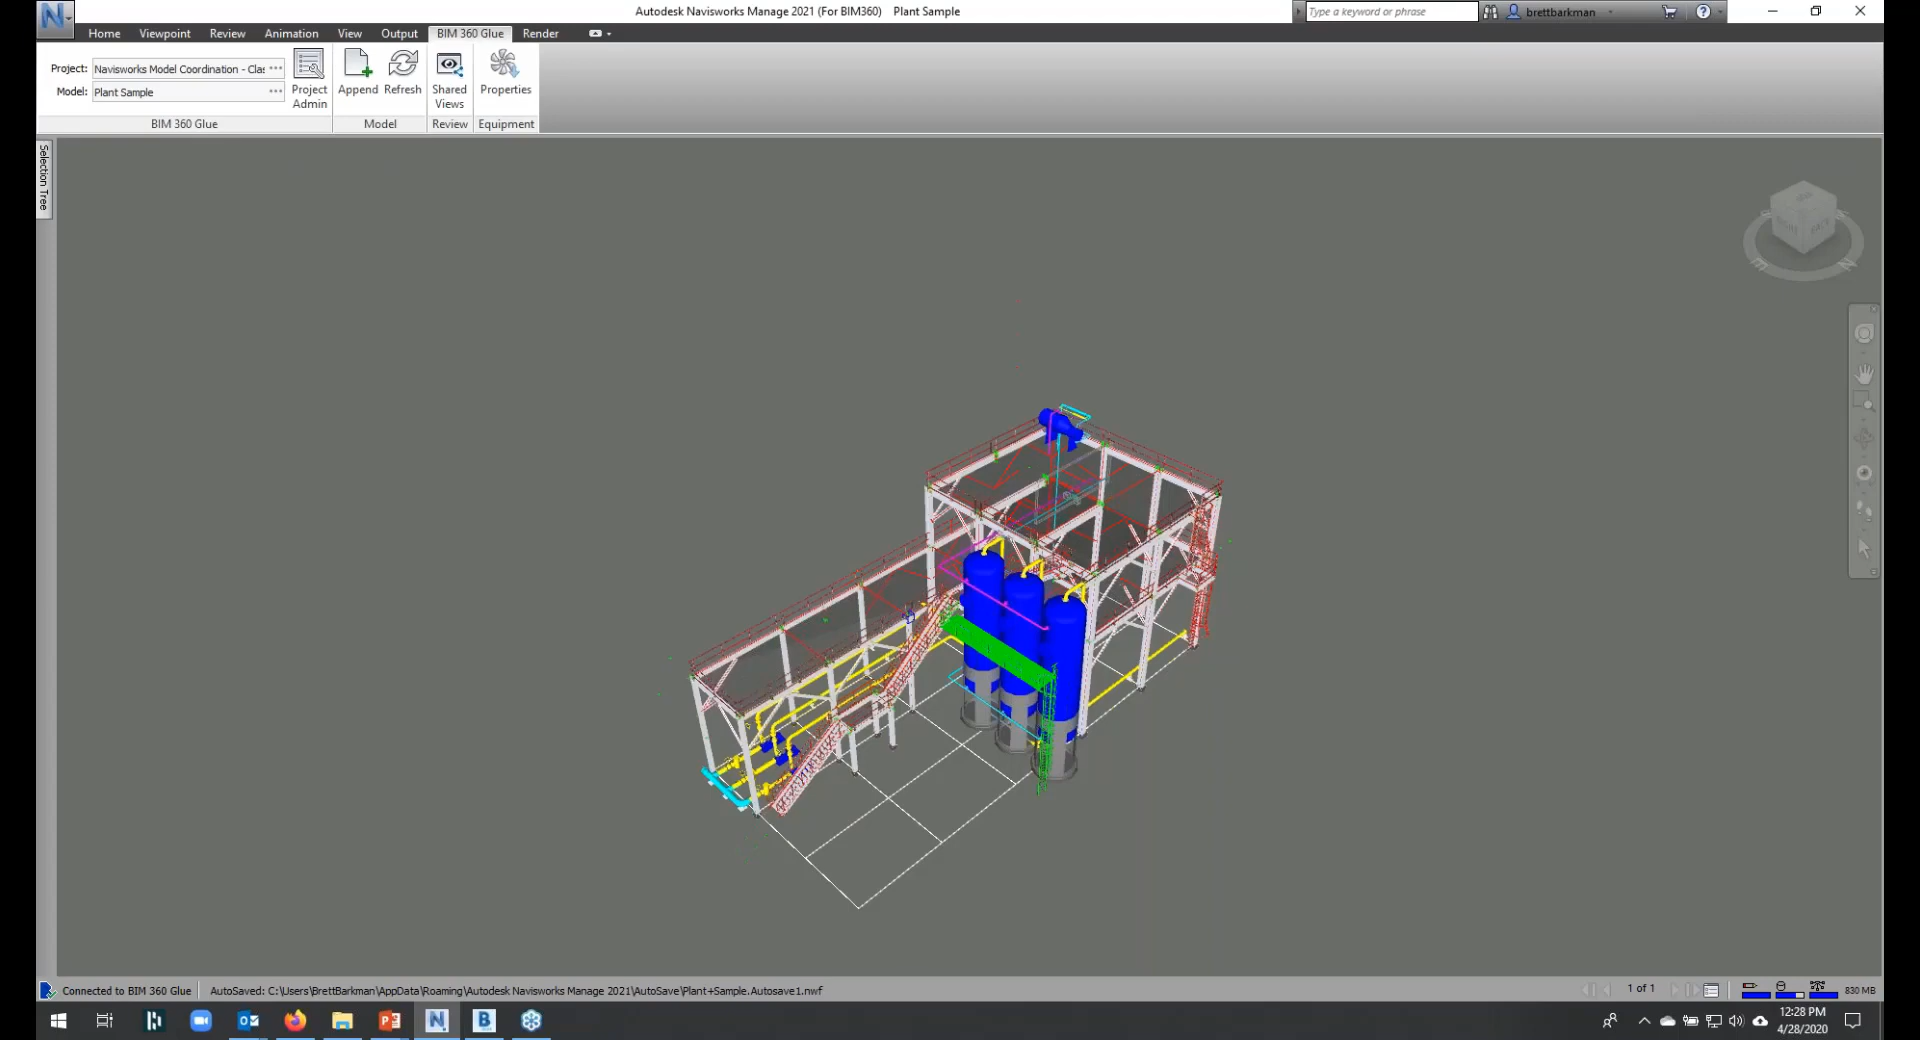 Autodesk Navisworks Manage 2021 (For BIM360) Plant Sample
Type a keyword or phrase
brettbarkman
Home Viewpoint Review Animation View Output BIM 360 Glue Render
Project: Navisworks Model Coordination - Clas
Model: Plant Sample
Project Admin
Append
Refresh
Shared Views
Properties
BIM 360 Glue
Model
Review
Equipment
Selection Tree
Connected to BIM 360 Glue
AutoSaved: C:\Users\BrettBarkman\AppData\Roaming\Autodesk Navisworks Manage 2021\AutoSave\Plant+Sample.Autosave1.nwf
1 of 1
830 MB
12:28 PM
4/28/2020